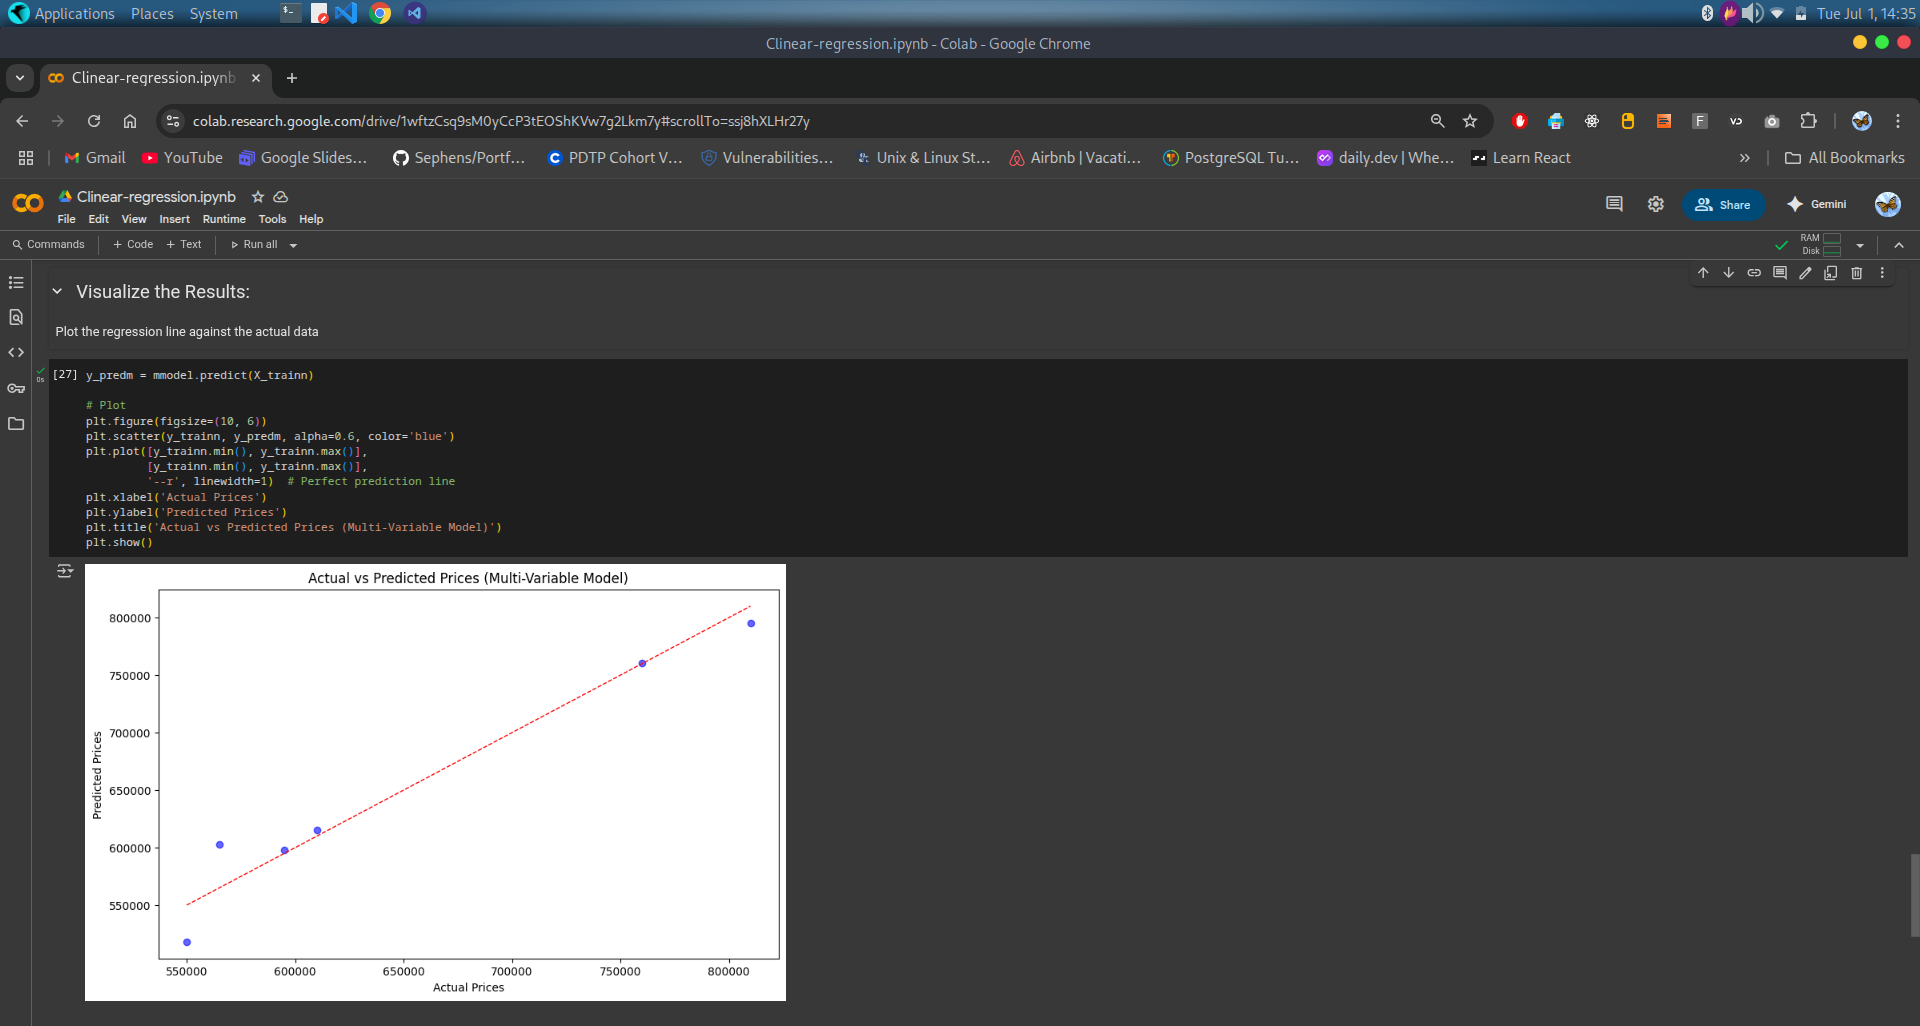 Applications Places System
Tue Jul 1, 14:35
Clinear-regression.ipynb - Colab - Google Chrome
Clinear-regression.ipynb
colab.research.google.com/drive/1wftzCsq9sM0yCcP3tEOShKVw7g2Lkm7y#scrollTo=ssj8hXLHr27y
Gmail YouTube Google Slides... Sephens/Portf... PDTP Cohort V... Vulnerabilities... Unix & Linux St... Airbnb | Vacati... PostgreSQL Tu... daily.dev | Whe... Learn React » All Bookmarks
Clinear-regression.ipynb
File Edit View Insert Runtime Tools Help
Share Gemini
Commands + Code + Text Run all
RAM
Disk
Visualize the Results:
Plot the regression line against the actual data
0s
[27] y_predm = mmodel.predict(X_trainn)
# Plot
plt.figure(figsize=(10, 6))
plt.scatter(y_trainn, y_predm, alpha=0.6, color='blue')
plt.plot([y_trainn.min(), y_trainn.max()],
[y_trainn.min(), y_trainn.max()],
'--r', linewidth=1)  # Perfect prediction line
plt.xlabel('Actual Prices')
plt.ylabel('Predicted Prices')
plt.title('Actual vs Predicted Prices (Multi-Variable Model)')
plt.show()
Actual vs Predicted Prices (Multi-Variable Model)
800000
750000
700000
650000
600000
550000
Predicted Prices
550000 600000 650000 700000 750000 800000
Actual Prices